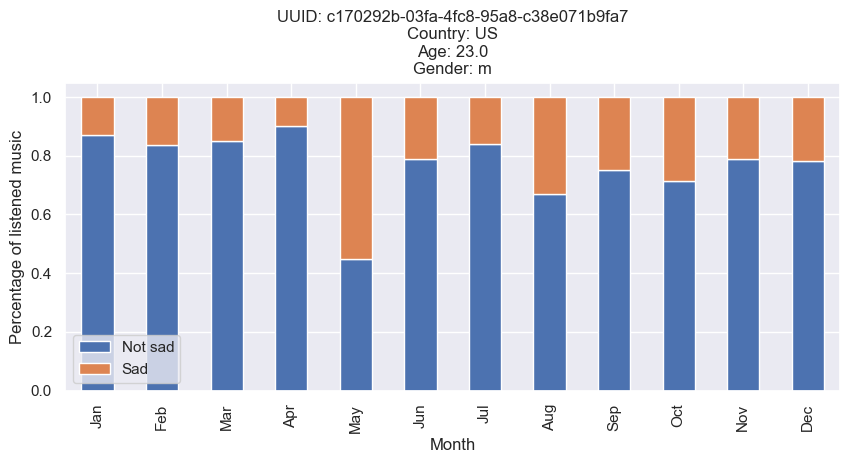 UUID: c170292b-03fa-4fc8-95a8-c38e071b9fa7
Country: US
Age: 23.0
Gender: m
Percentage of listened music
1.0
0.8
0.6
0.4
0.2
0.0
Not sad
Sad
Jan
Feb
Mar
Apr
May
Jun
Jul
Aug
Sep
Oct
Nov
Dec
Month